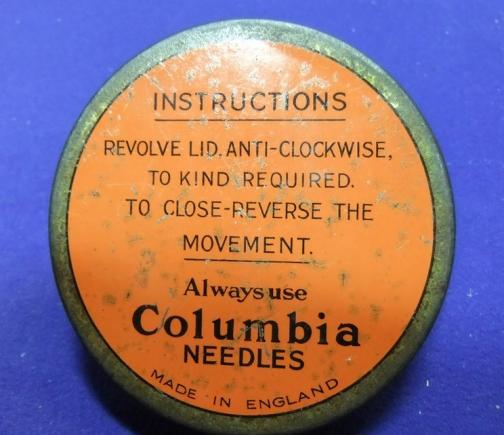 INSTRUCTIONS
REVOLVE LID. ANTI-CLOCKWISE,
TO KIND REQUIRED.
TO CLOSE-REVERSE THE
MOVEMENT.
Always use
Columbia
NEEDLES
MADE IN ENGLAND